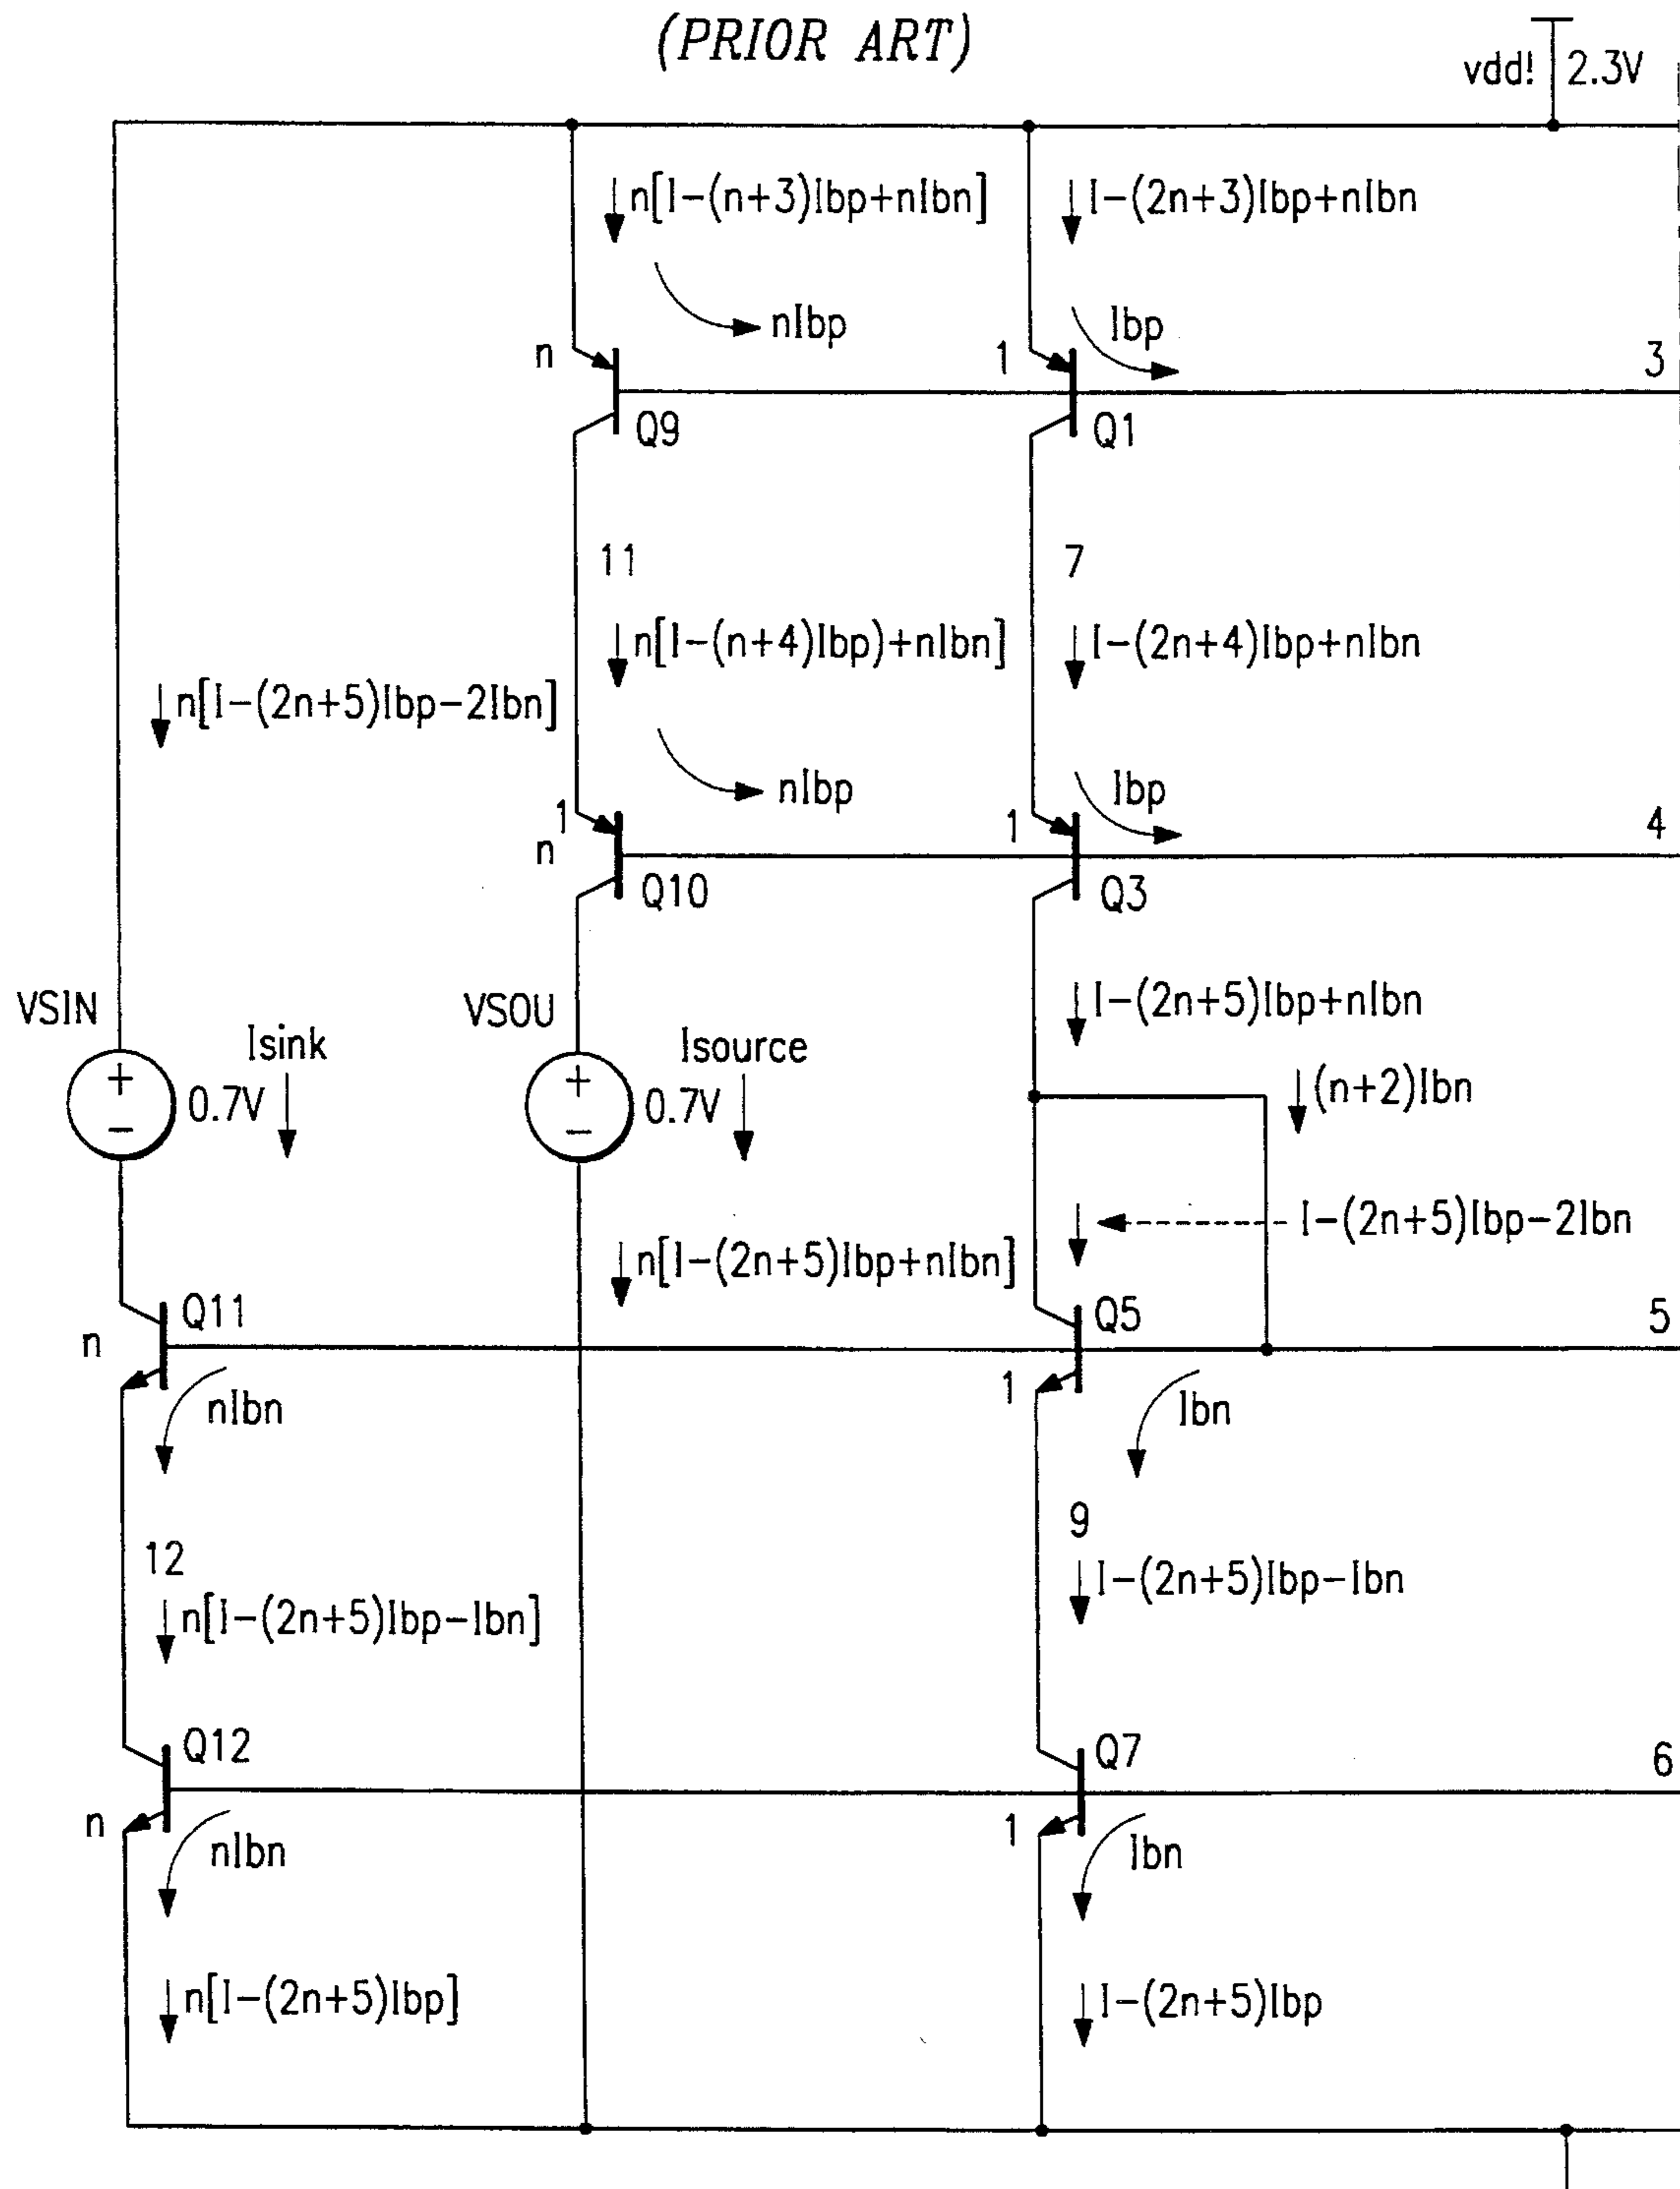 (PRIOR ART)
vdd! 2.3V
n[I-(n+3)Ibp+nIbn]
I-(2n+3)Ibp+nIbn
nIbp
Ibp
n
1
3
Q9
Q1
11
7
n[I-(n+4)Ibp)+nIbn]
I-(2n+4)Ibp+nIbn
n[I-(2n+5)Ibp-2Ibn]
nIbp
Ibp
1
n
1
4
Q10
Q3
I-(2n+5)Ibp+nIbn
VSIN
VSOU
Isink
Isource
+
-
0.7V
+
-
0.7V
(n+2)Ibn
I-(2n+5)Ibp-2Ibn
n[I-(2n+5)Ibp+nIbn]
Q11
Q5
5
n
1
nIbn
Ibn
9
12
I-(2n+5)Ibp-Ibn
n[I-(2n+5)Ibp-Ibn]
Q12
Q7
6
n
1
nIbn
Ibn
n[I-(2n+5)Ibp]
I-(2n+5)Ibp